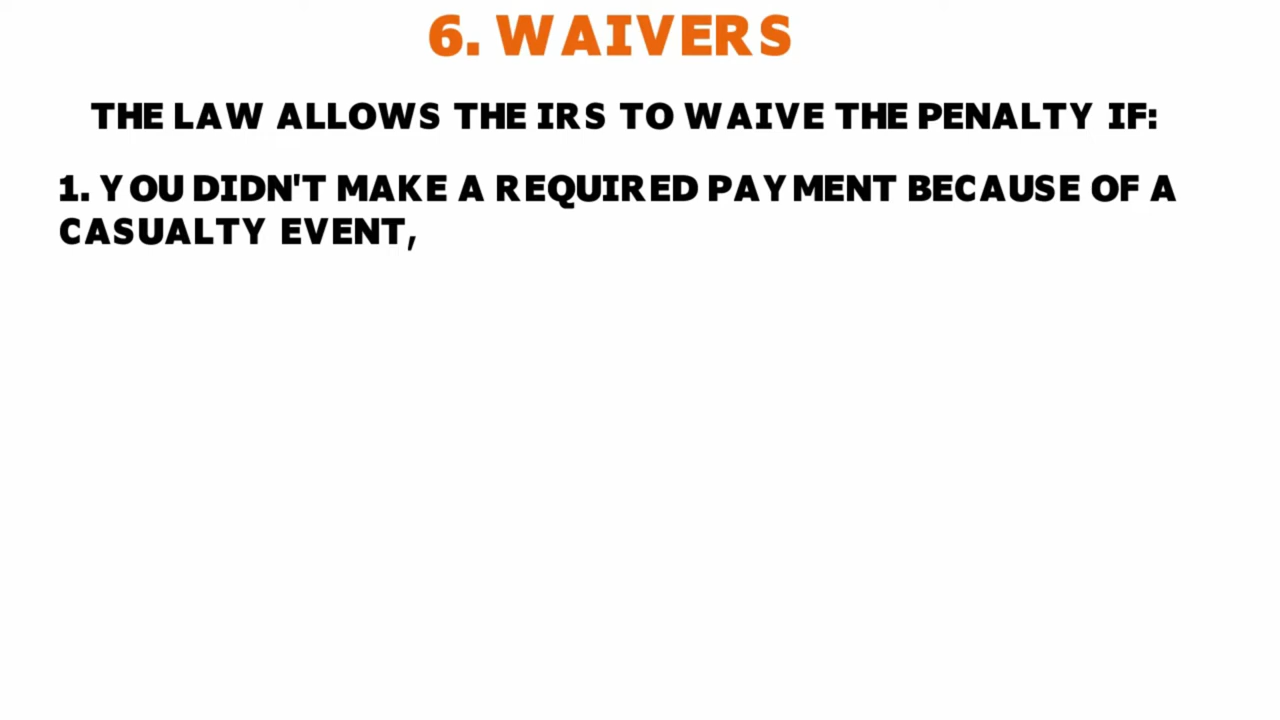 6. WAIVERS
THE LAW ALLOWS THE IRS TO WAIVE THE PENALTY IF:
1. YOU DIDN'T MAKE A REQUIRED PAYMENT BECAUSE OF A
CASUALTY EVENT,